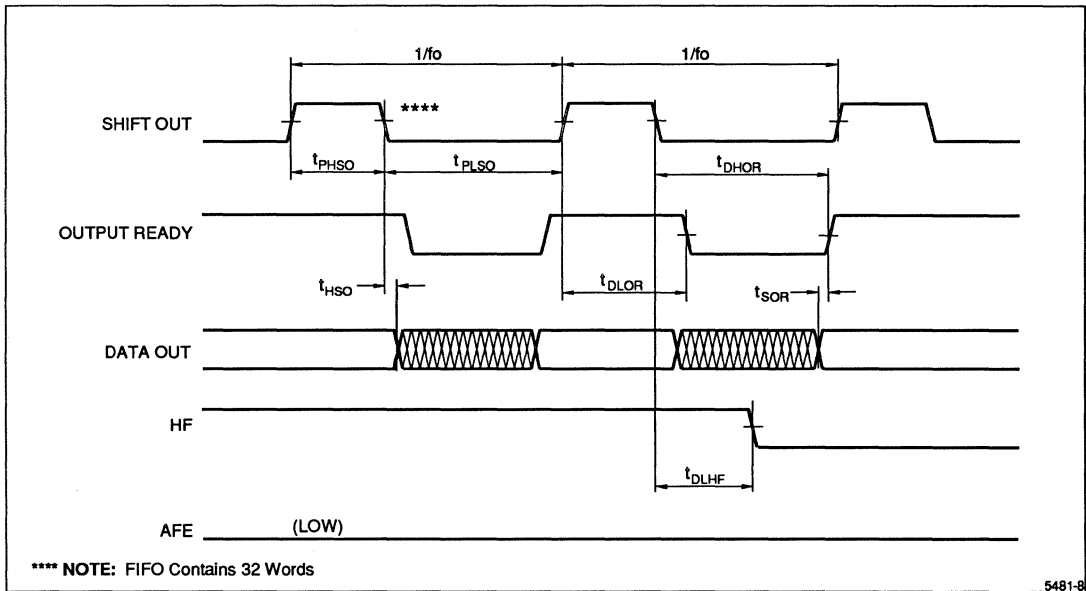 1/fo 1/fo
SHIFT OUT ****
tPHSO tPLSO tDHOR
OUTPUT READY
tHSO tDLOR tSOR
DATA OUT
HF
tDLHF
AFE (LOW)
**** NOTE: FIFO Contains 32 Words
5481-8